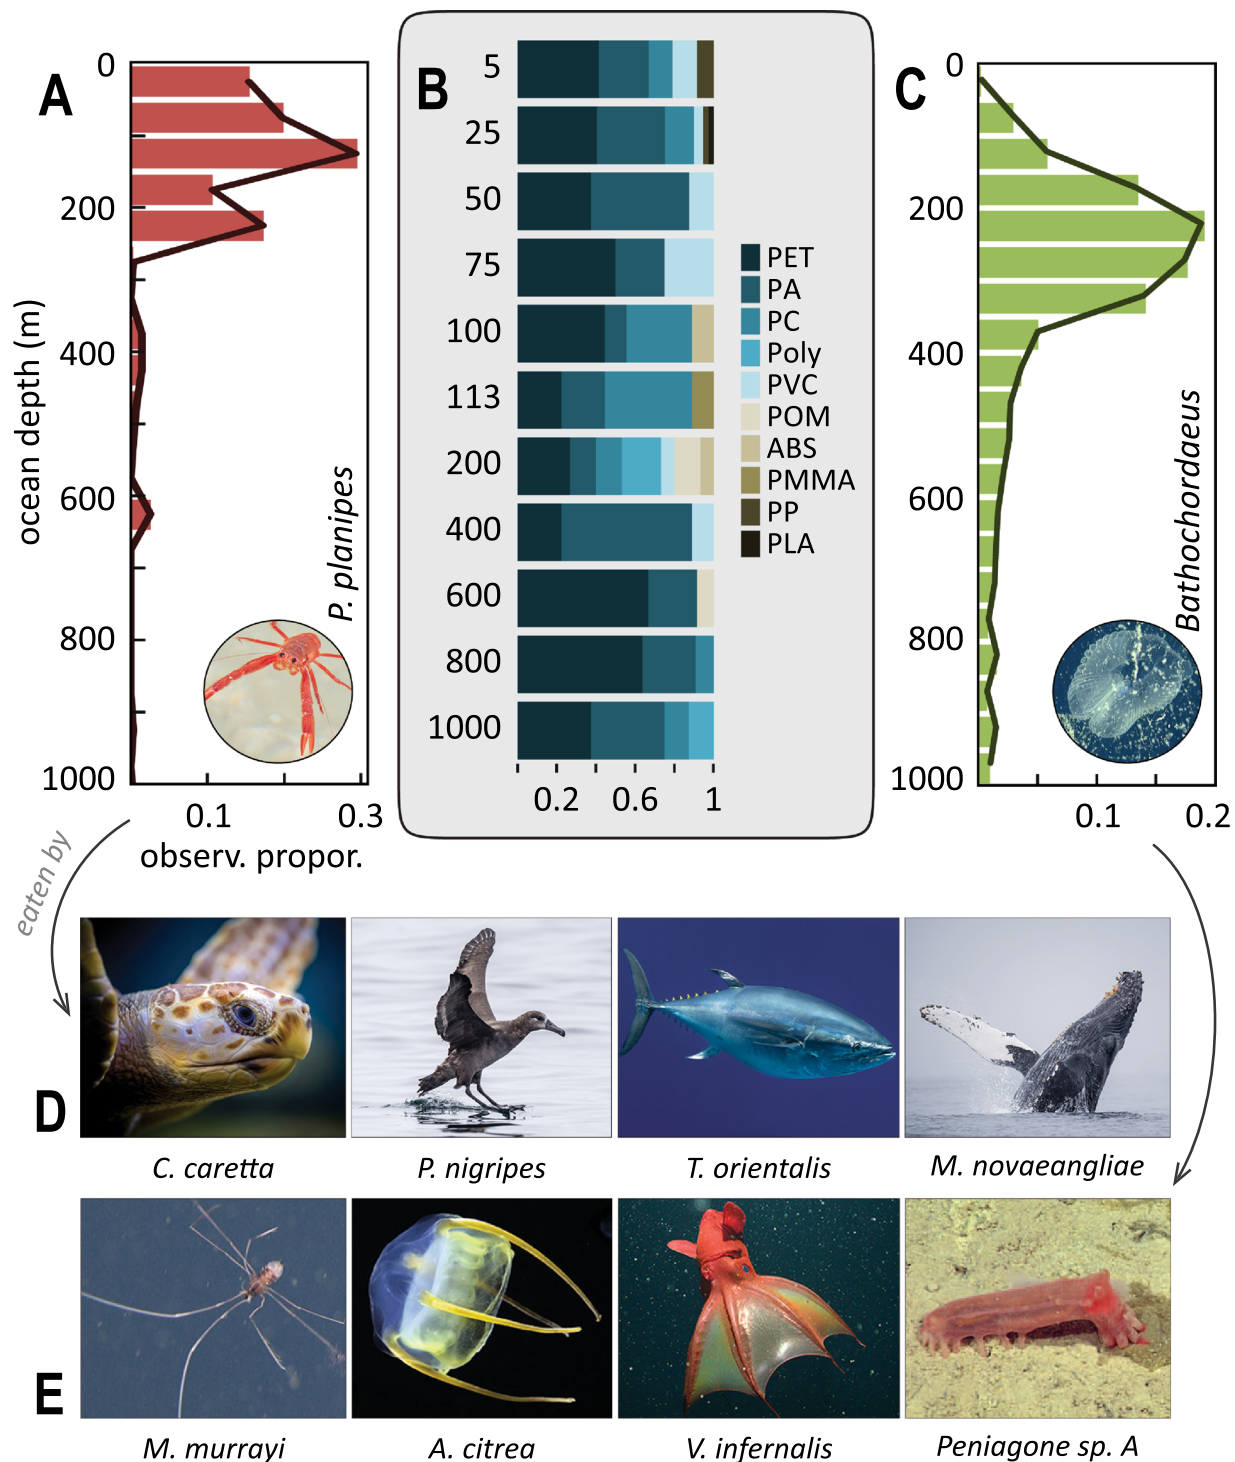 A
0
200
400
600
800
1000
ocean depth (m)
0.1
0.3
observ. propor.
P. planipes
B
5
25
50
75
100
113
200
400
600
800
1000
0.2
0.6
1
PET
PA
PC
Poly
PVC
POM
ABS
PMMA
PP
PLA
C
0
200
400
600
800
1000
0.1
0.2
Bathochordaeus
eaten by
D
C. caretta
P. nigripes
T. orientalis
M. novaeangliae
E
M. murrayi
A. citrea
V. infernalis
Peniagone sp. A